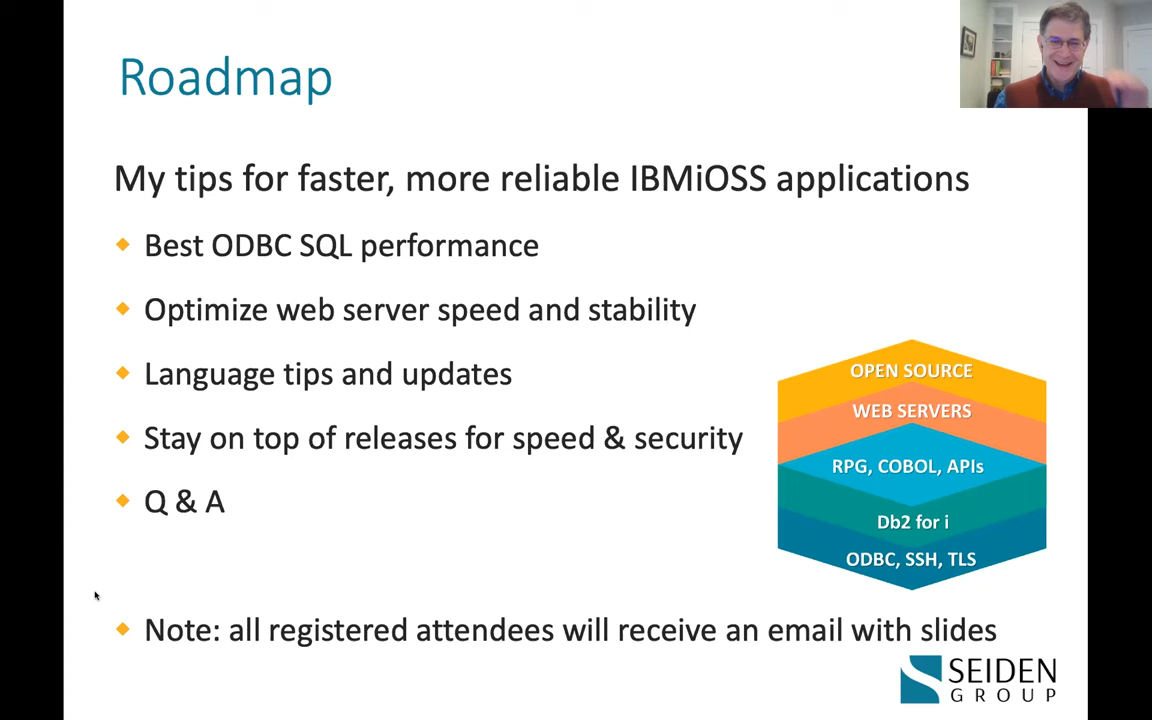 Roadmap
My tips for faster, more reliable IBMiOSS applications
Best ODBC SQL performance
Optimize web server speed and stability
Language tips and updates
Stay on top of releases for speed & security
Q & A
OPEN SOURCE
WEB SERVERS
RPG, COBOL, APIs
Db2 for i
ODBC, SSH, TLS
Note: all registered attendees will receive an email with slides
SEIDEN
GROUP